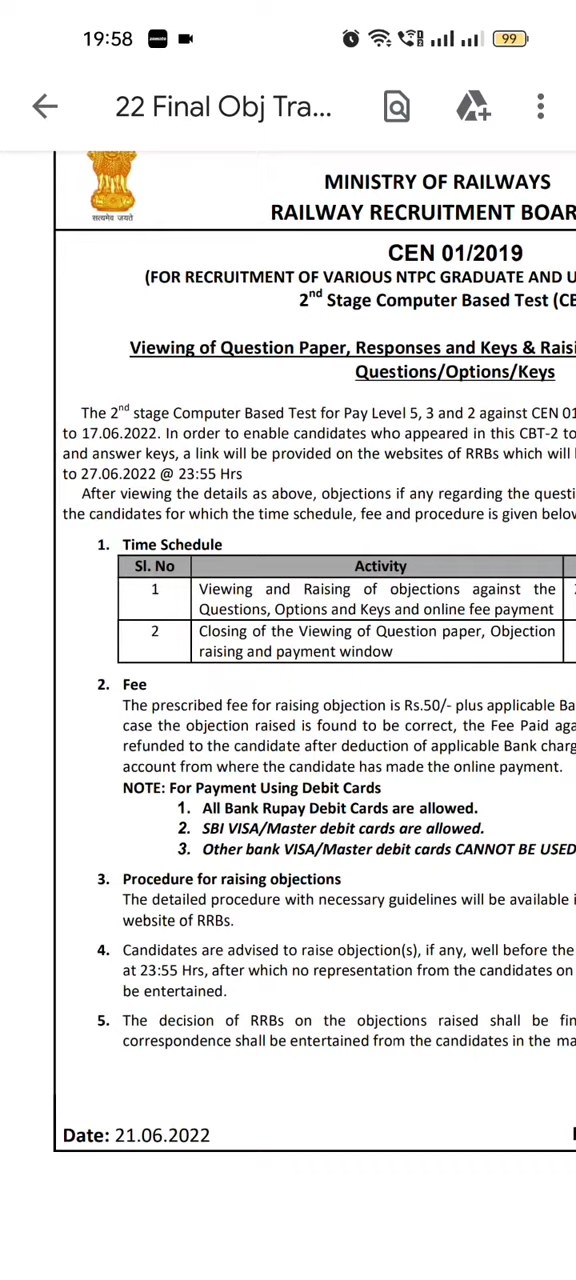 19:58
99
22 Final Obj Tra...
सत्यमेव जयते
MINISTRY OF RAILWAYS
RAILWAY RECRUITMENT BOAR
CEN 01/2019
(FOR RECRUITMENT OF VARIOUS NTPC GRADUATE AND U
2nd Stage Computer Based Test (CB
Viewing of Question Paper, Responses and Keys & Raisi
Questions/Options/Keys
The 2nd stage Computer Based Test for Pay Level 5, 3 and 2 against CEN 01
to 17.06.2022. In order to enable candidates who appeared in this CBT-2 to
and answer keys, a link will be provided on the websites of RRBs which will
to 27.06.2022 @ 23:55 Hrs
After viewing the details as above, objections if any regarding the questi
the candidates for which the time schedule, fee and procedure is given below
1. Time Schedule
Sl. No Activity
1 Viewing and Raising of objections against the
Questions, Options and Keys and online fee payment
2 Closing of the Viewing of Question paper, Objection
raising and payment window
2. Fee
The prescribed fee for raising objection is Rs.50/- plus applicable Ba
case the objection raised is found to be correct, the Fee Paid aga
refunded to the candidate after deduction of applicable Bank charg
account from where the candidate has made the online payment.
NOTE: For Payment Using Debit Cards
1. All Bank Rupay Debit Cards are allowed.
2. SBI VISA/Master debit cards are allowed.
3. Other bank VISA/Master debit cards CANNOT BE USED
3. Procedure for raising objections
The detailed procedure with necessary guidelines will be available i
website of RRBs.
4. Candidates are advised to raise objection(s), if any, well before the
at 23:55 Hrs, after which no representation from the candidates on
be entertained.
5. The decision of RRBs on the objections raised shall be fin
correspondence shall be entertained from the candidates in the ma
Date: 21.06.2022